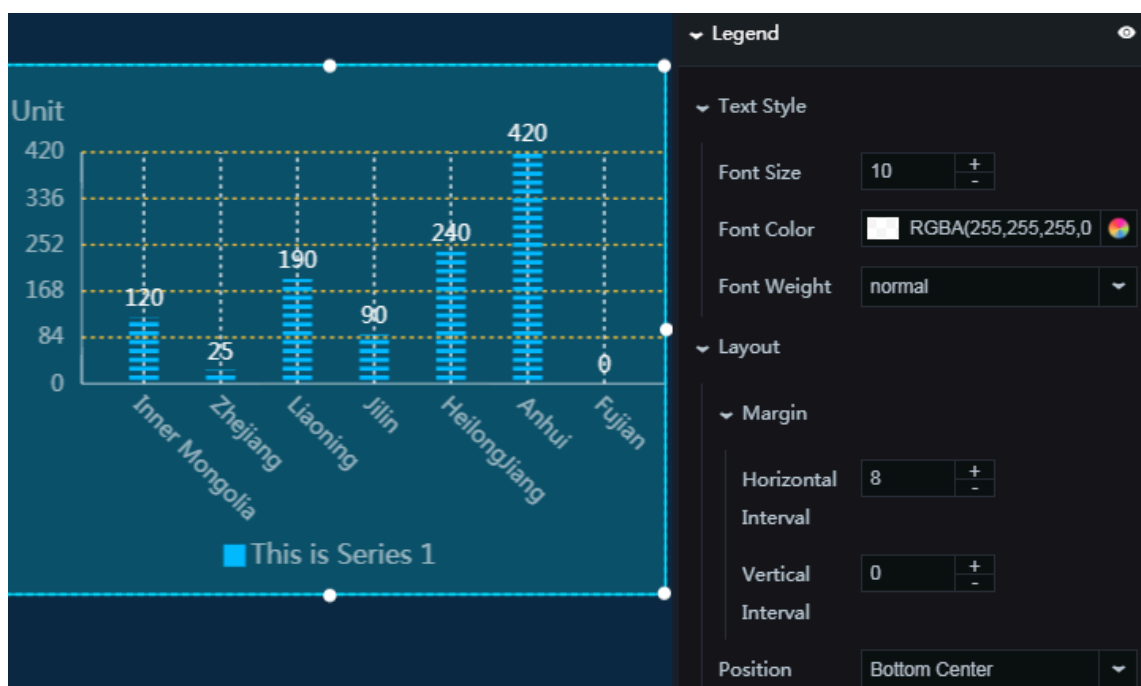 Unit
420
336
252
168
84
0
120
25
190
90
240
420
0
Inner Mongolia
Zhejiang
Liaoning
Jilin
HeilongJiang
Anhui
Fujian
This is Series 1
Legend
Text Style
Font Size
10
+
-
Font Color
RGBA(255,255,255,0
Font Weight
normal
Layout
Margin
Horizontal
Interval
8
+
-
Vertical
Interval
0
+
-
Position
Bottom Center